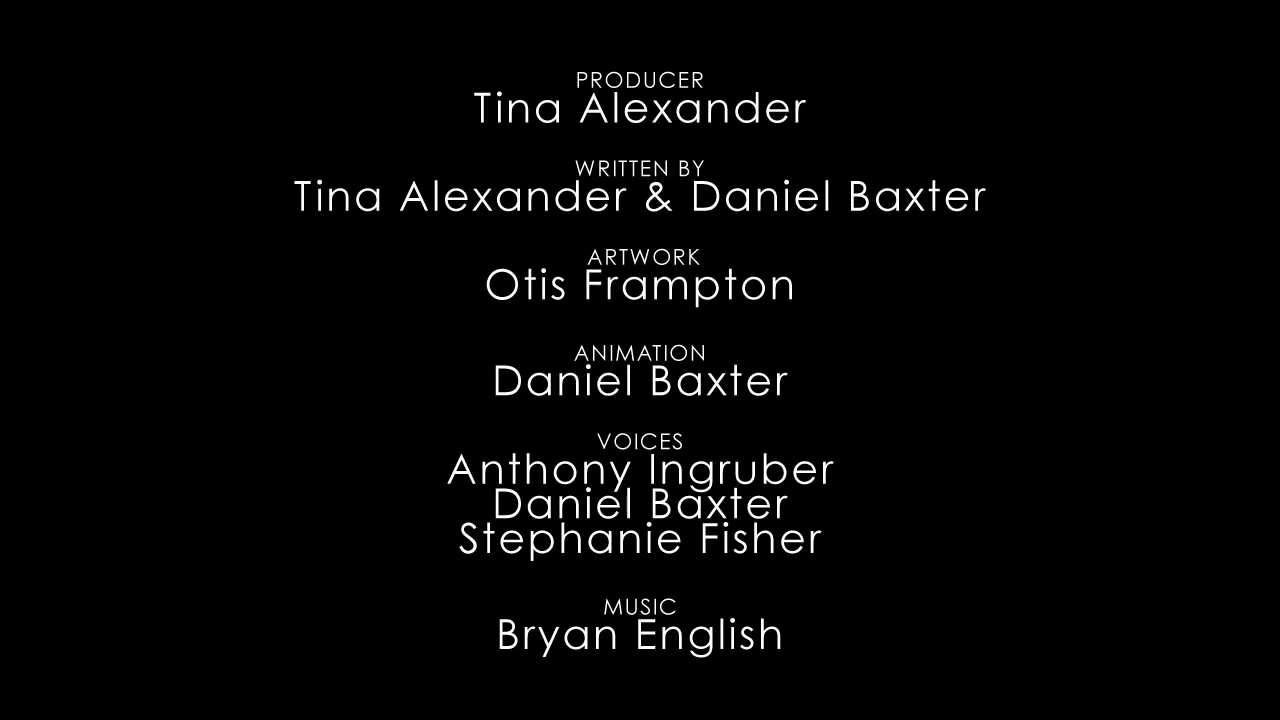 PRODUCER
Tina Alexander
WRITTEN BY
Tina Alexander & Daniel Baxter
ARTWORK
Otis Frampton
ANIMATION
Daniel Baxter
VOICES
Anthony Ingruber
Daniel Baxter
Stephanie Fisher
MUSIC
Bryan English